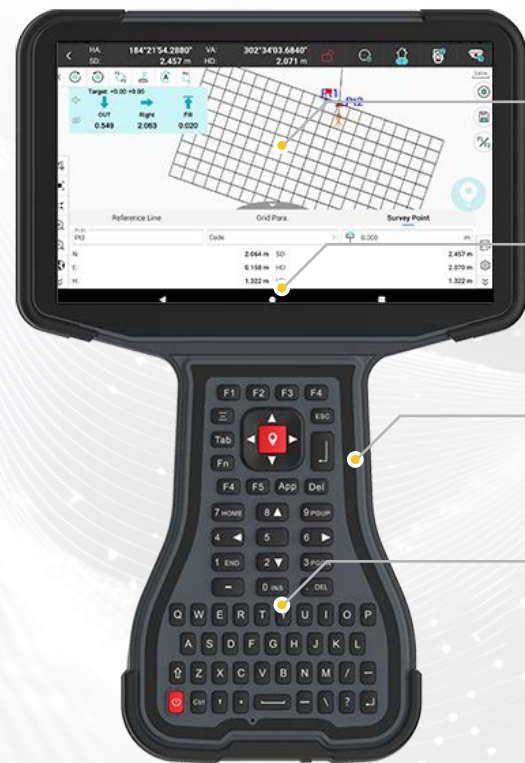 HA: 184°21'54.2880" VA: 302°34'03.6840"
SD: 2.457 m HD: 2.071 m
Target: +0.00 +0.00
OUT Right Fill
0.549 2.063 0.020
Pt1
Pt2
Reference Line Grid Para. Survey Point
Pt3 Code 0.000 m
N: 2.064 m SD: 2.457 m
E: 0.158 m HD: 2.070 m
H: 1.322 m 1.322 m
F1 F2 F3 F4
ESC
Tab
Fn
F4 F5 App Del
7 HOME 8 9 PGUP
4 5 6
1 END 2 3 PGDN
- 0 INS . DEL
Q W E R T Y U I O P
A S D F G H J K L
Z X C V B N M / -
Ctrl ' . - \ ?